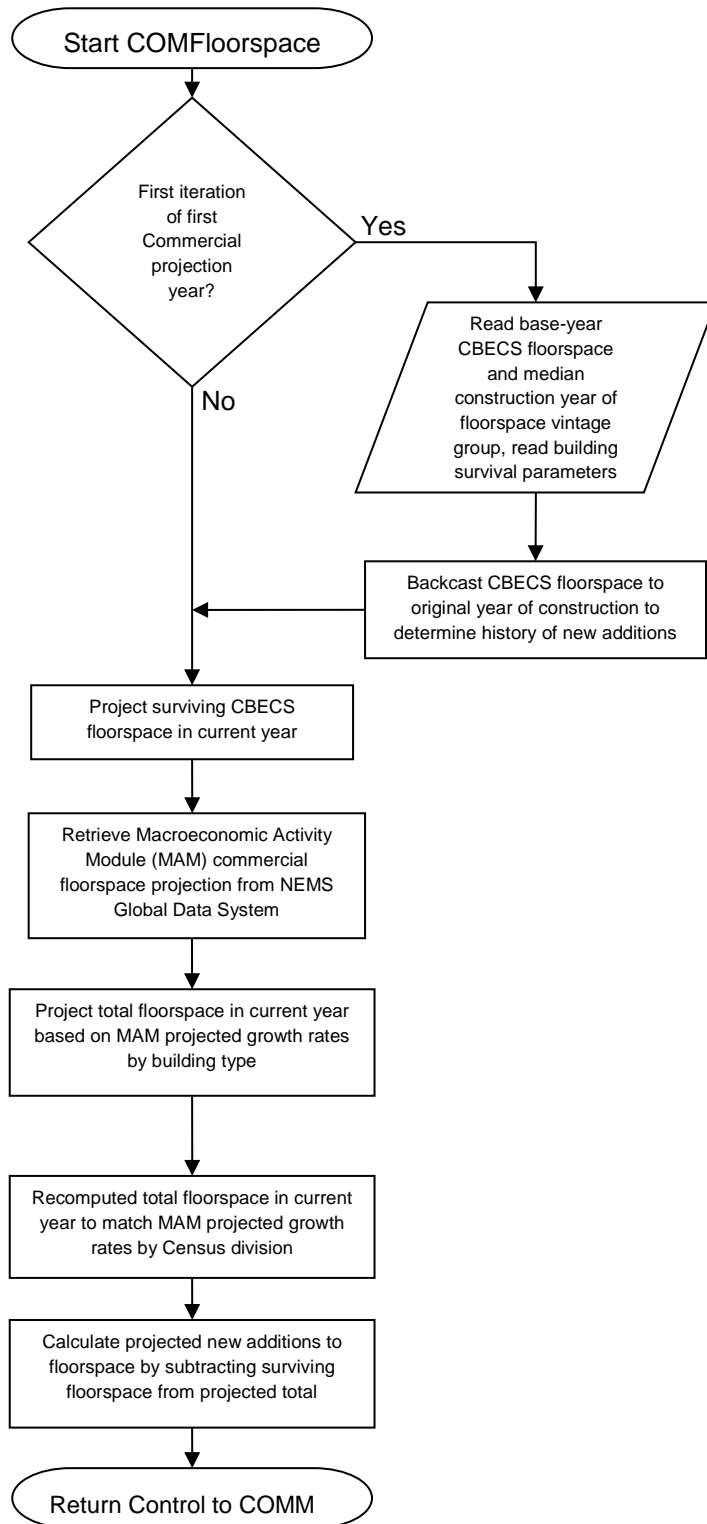 Start COMFloorspace
First iteration
of first
Commercial
projection
year?
Yes
No
Read base-year
CBECS floorspace
and median
construction year of
floorspace vintage
group, read building
survival parameters
Backcast CBECS floorspace to
original year of construction to
determine history of new additions
Project surviving CBECS
floorspace in current year
Retrieve Macroeconomic Activity
Module (MAM) commercial
floorspace projection from NEMS
Global Data System
Project total floorspace in current year
based on MAM projected growth rates
by building type
Recomputed total floorspace in current
year to match MAM projected growth
rates by Census division
Calculate projected new additions to
floorspace by subtracting surviving
floorspace from projected total
Return Control to COMM